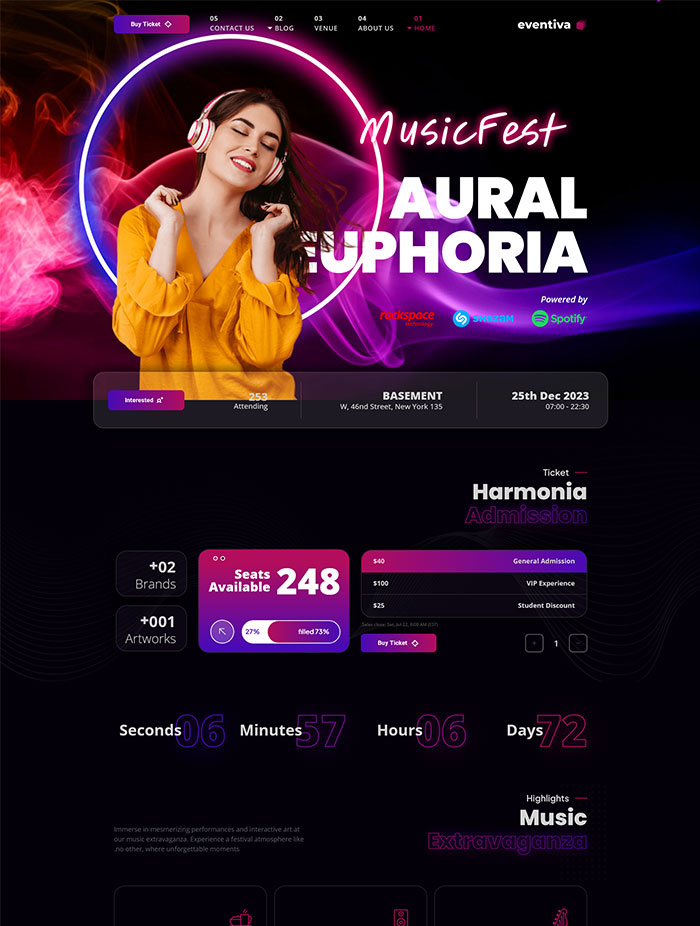 Buy Ticket
05
CONTACT US
02
BLOG
03
VENUE
04
ABOUT US
01
HOME
eventiva
MusicFest
AURAL
EUPHORIA
Powered by
rackspace
technology
SHAZAM
Spotify
Interested
253
Attending
BASEMENT
W, 46nd Street, New York 135
25th Dec 2023
07:00 - 22:30
Ticket
Harmonia
Admission
+02
Brands
+001
Artworks
Seats
Available
248
27%
filled 73%
$40 General Admission
$100 VIP Experience
$25 Student Discount
Buy Ticket
+ 1 -
Seconds 06
Minutes 57
Hours 06
Days 72
Highlights
Music
Extravaganza
Immerse in mesmerizing performances and interactive art at
our music extravaganza. Experience a festival atmosphere like
.no other, where unforgettable moments